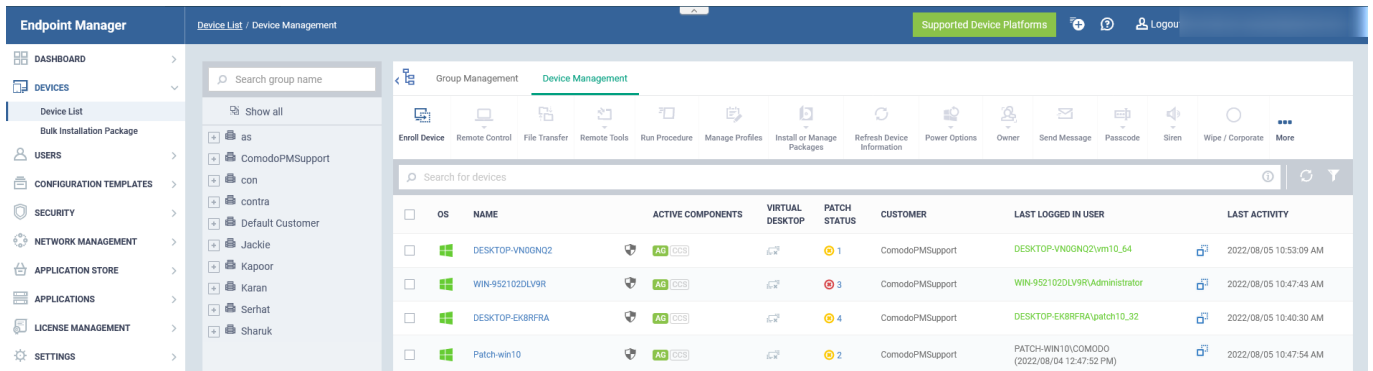 Endpoint Manager
Device List / Device Management
Supported Device Platforms
Logou
DASHBOARD
DEVICES
Device List
Bulk Installation Package
USERS
CONFIGURATION TEMPLATES
SECURITY
NETWORK MANAGEMENT
APPLICATION STORE
APPLICATIONS
LICENSE MANAGEMENT
SETTINGS
Search group name
Show all
as
ComodoPMSupport
con
contra
Default Customer
Jackie
Kapoor
Karan
Serhat
Sharuk
Group Management Device Management
Enroll Device Remote Control File Transfer Remote Tools Run Procedure Manage Profiles Install or Manage Packages Refresh Device Information Power Options Owner Send Message Passcode Siren Wipe / Corporate More
Search for devices
OS NAME ACTIVE COMPONENTS VIRTUAL DESKTOP PATCH STATUS CUSTOMER LAST LOGGED IN USER LAST ACTIVITY
DESKTOP-VN0GNQ2 AG CCS 1 ComodoPMSupport DESKTOP-VN0GNQ2\vm10_64 2022/08/05 10:53:09 AM
WIN-952102DLV9R AG CCS 3 ComodoPMSupport WIN-952102DLV9R\Administrator 2022/08/05 10:47:43 AM
DESKTOP-EK8RFRA AG CCS 4 ComodoPMSupport DESKTOP-EK8RFRA\patch10_32 2022/08/05 10:40:30 AM
Patch-win10 AG CCS 2 ComodoPMSupport PATCH-WIN10\COMODO 2022/08/05 10:47:54 AM
(2022/08/04 12:47:52 PM)